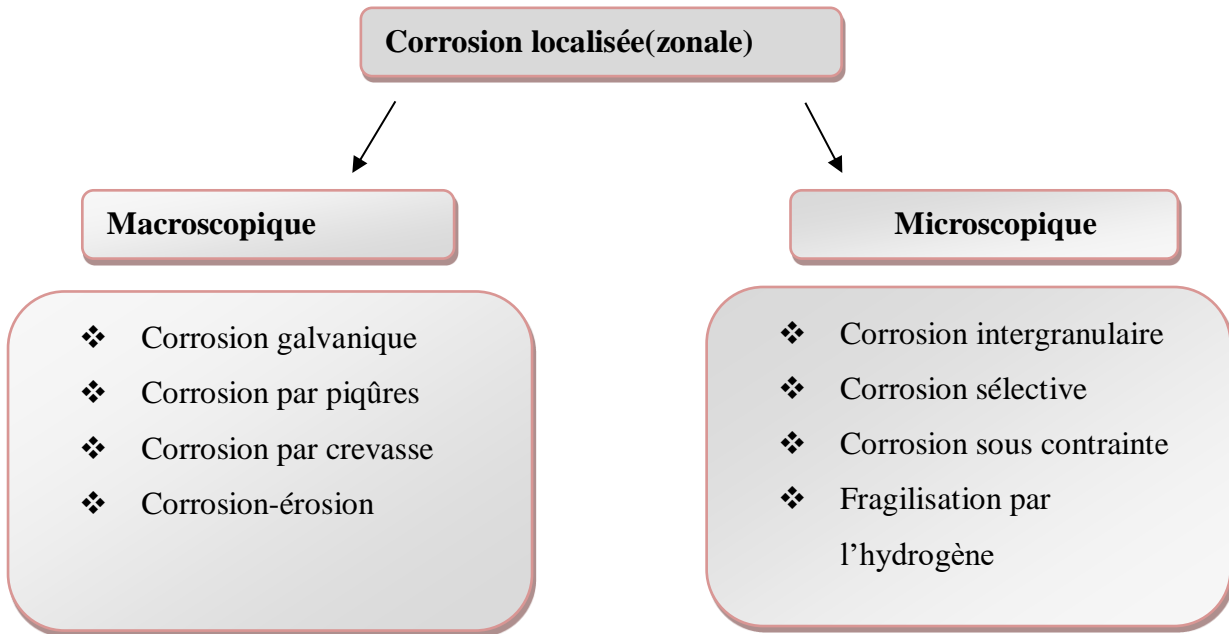 Corrosion localisée(zonale)
Macroscopique
Microscopique
❖ Corrosion galvanique
❖ Corrosion par piqûres
❖ Corrosion par crevasse
❖ Corrosion-érosion
❖ Corrosion intergranulaire
❖ Corrosion sélective
❖ Corrosion sous contrainte
❖ Fragilisation par
l’hydrogène